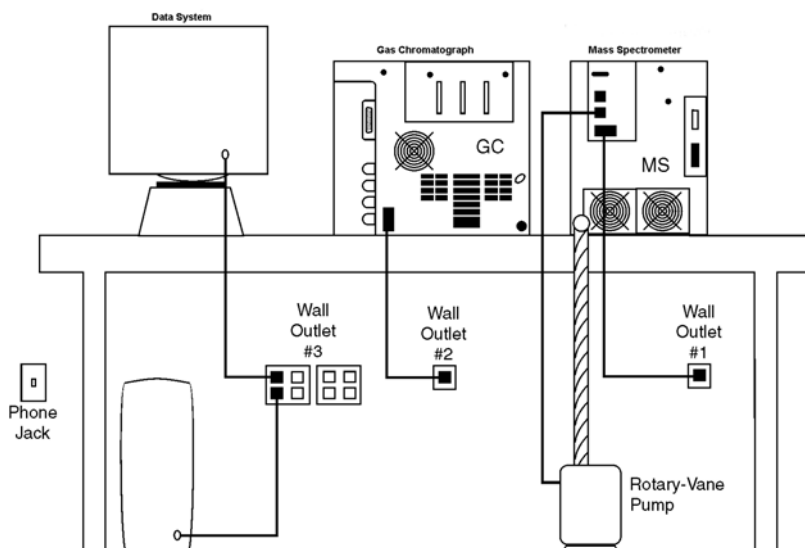 Data System
Gas Chromatograph
Mass Spectrometer
GC
MS
Wall
Outlet
#3
Wall
Outlet
#2
Wall
Outlet
#1
Phone
Jack
Rotary-Vane
Pump